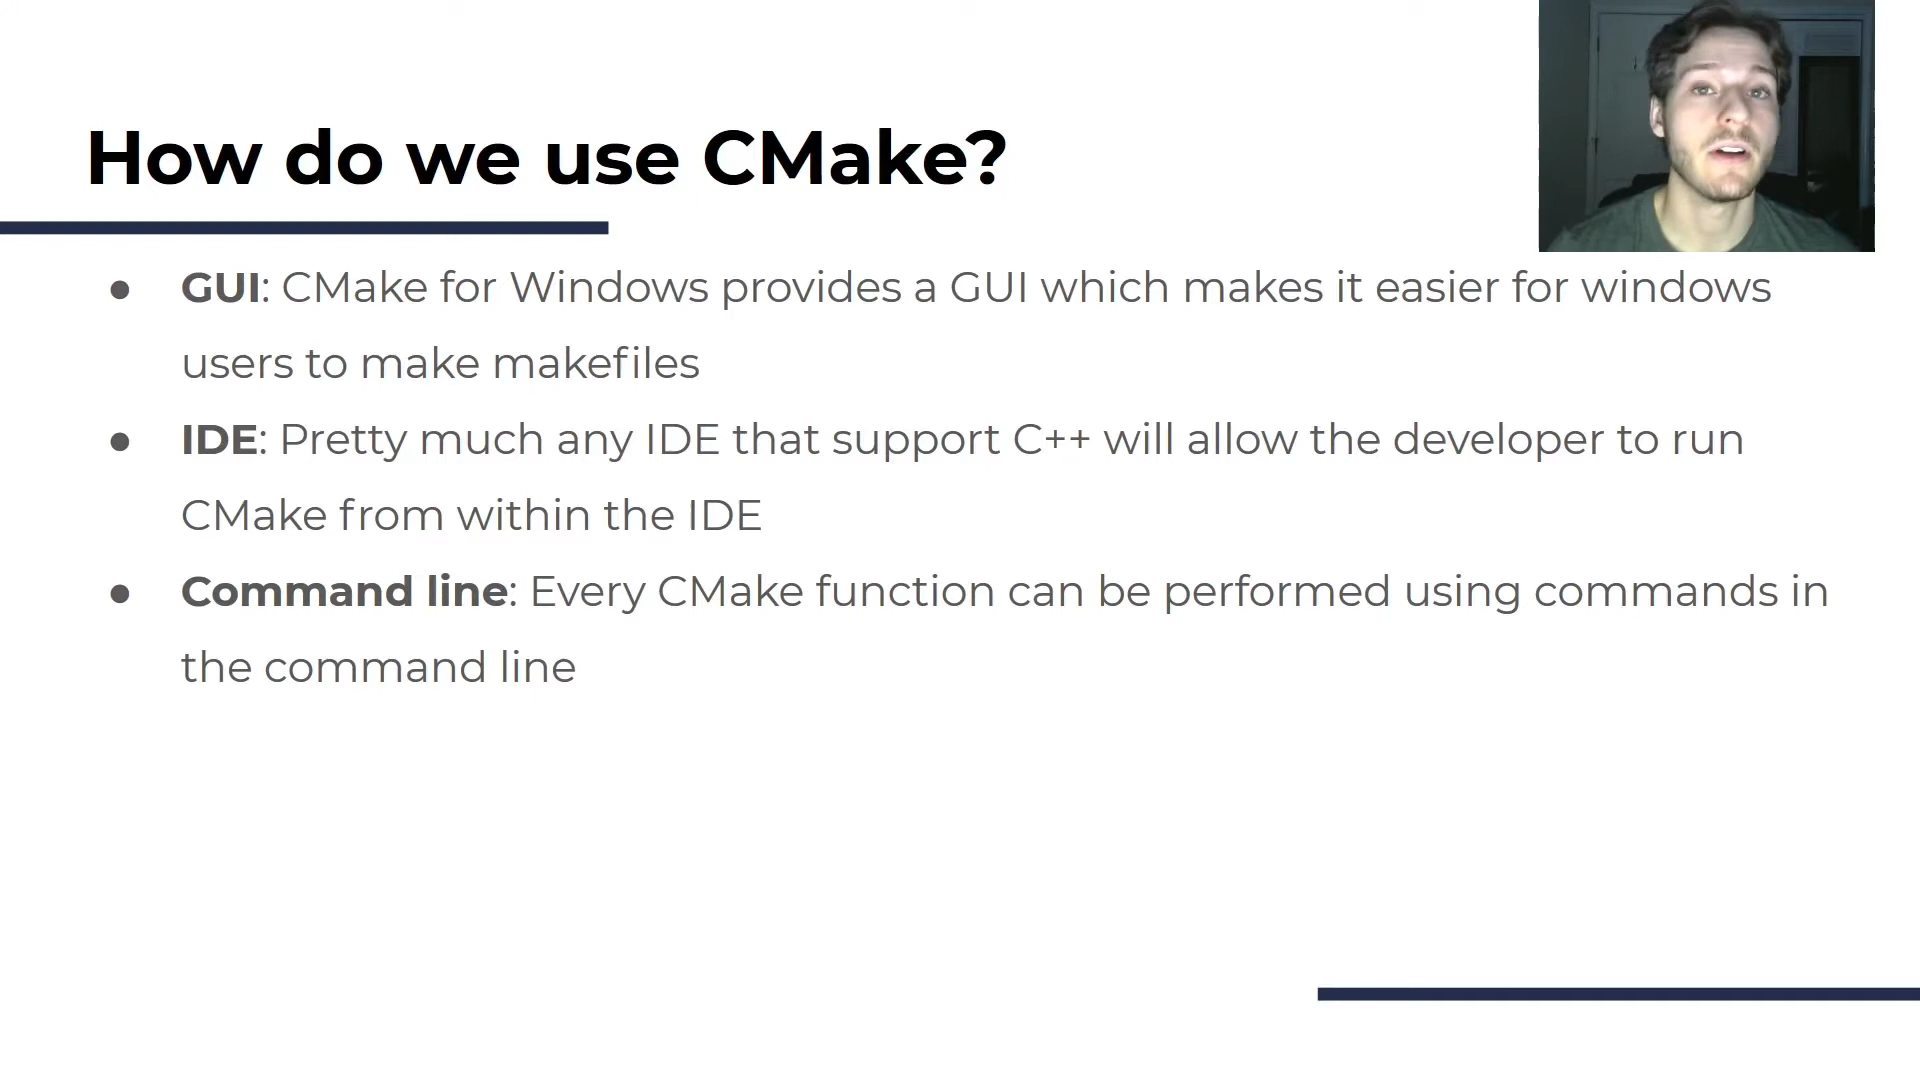 How do we use CMake?
● GUI: CMake for Windows provides a GUI which makes it easier for windows
users to make makefiles
● IDE: Pretty much any IDE that support C++ will allow the developer to run
CMake from within the IDE
● Command line: Every CMake function can be performed using commands in
the command line